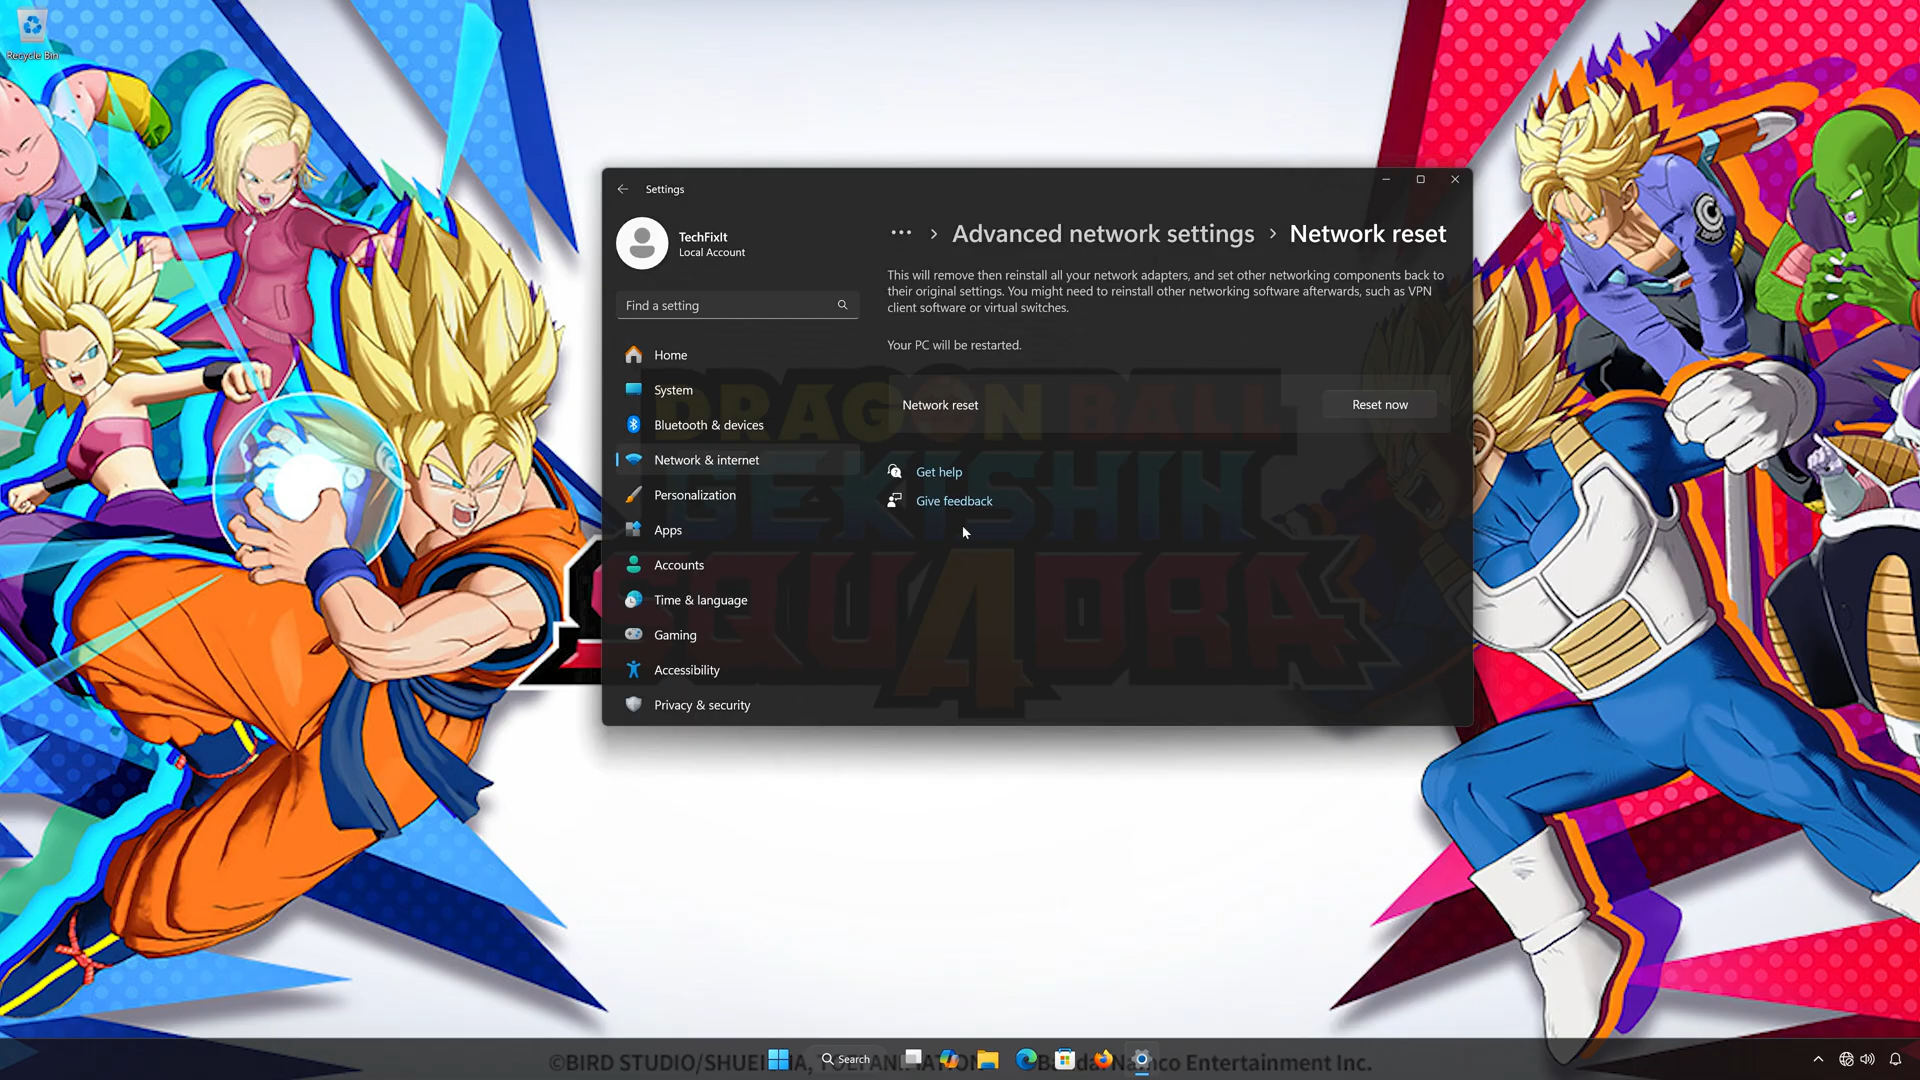 Recycle Bin
Settings
TechFixIt
Local Account
Find a setting
Home
System
Bluetooth & devices
Network & internet
Personalization
Apps
Accounts
Time & language
Gaming
Accessibility
Privacy & security
··· > Advanced network settings > Network reset
This will remove then reinstall all your network adapters, and set other networking components back to
their original settings. You might need to reinstall other networking software afterwards, such as VPN
client software or virtual switches.
Your PC will be restarted.
Network reset
Reset now
Get help
Give feedback
DRAGON BALL
GEKISHIN
SQUADRA
Search
©BIRD STUDIO/SHUEI
Entertainment Inc.